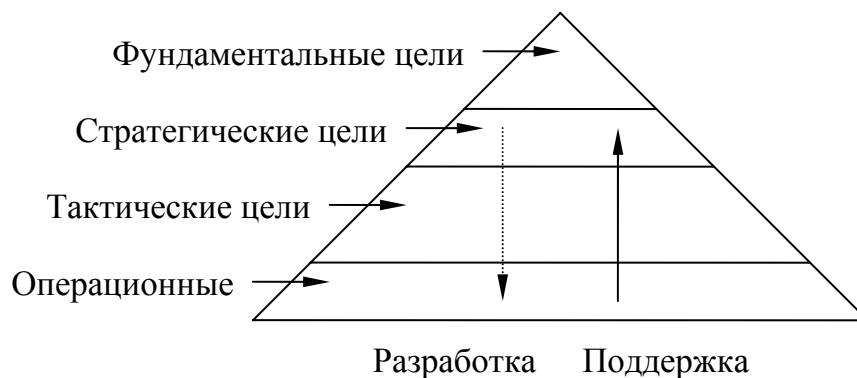 Фундаментальные цели
Стратегические цели
Тактические цели
Операционные
Разработка Поддержка